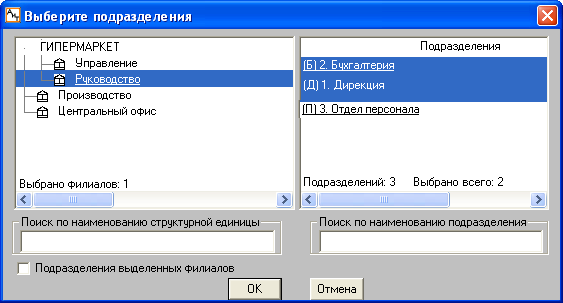 Выберите подразделения
ГИПЕРМАРКЕТ
Управление
Руководство
Производство
Центральный офис
Выбрано филиалов: 1
Подразделения
(Б) 2. Бухгалтерия
(Д) 1. Дирекция
(П) 3. Отдел персонала
Подразделений: 3 Выбрано всего: 2
Поиск по наименованию структурной единицы
Поиск по наименованию подразделения
Подразделения выделенных филиалов
OK
Отмена